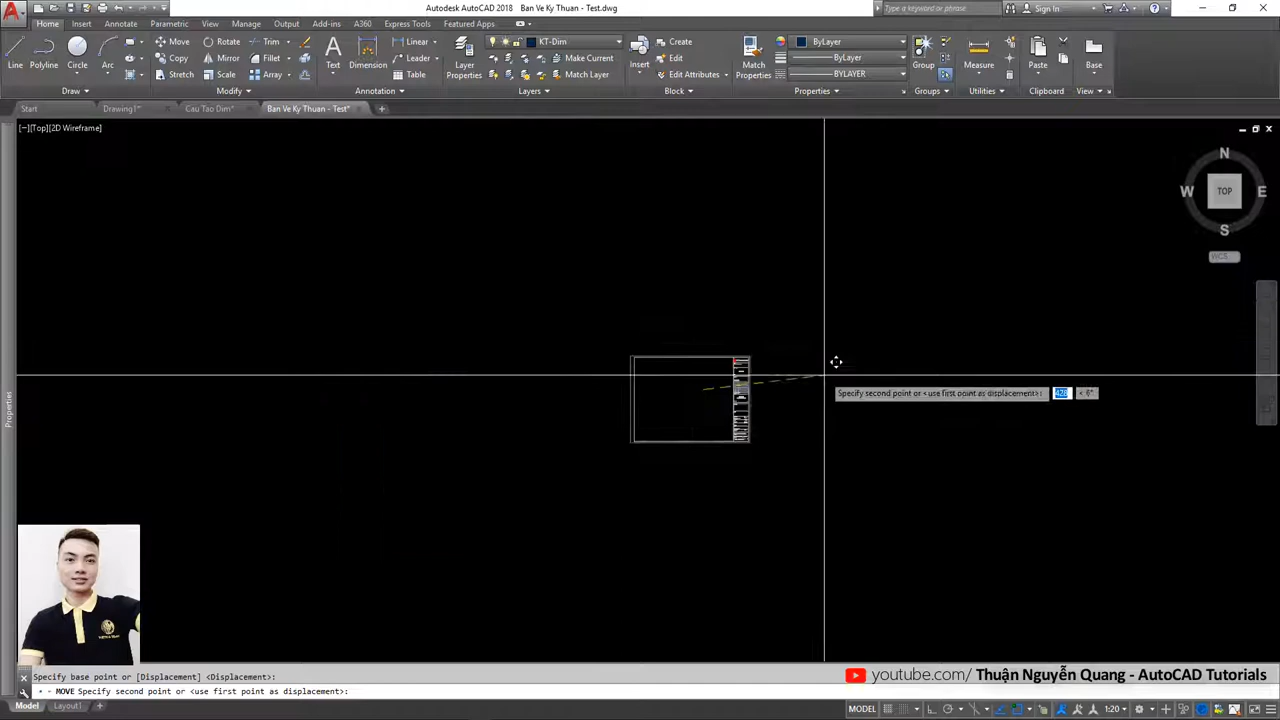 Autodesk AutoCAD 2018 Ban Ve Ky Thuan - Test.dwg
Type a keyword or phrase
Sign In
Home Insert Annotate Parametric View Manage Output Add-ins A360 Express Tools Featured Apps
Line Polyline Circle Arc
Move Rotate Trim
Copy Mirror Fillet
Stretch Scale Array
Text Dimension
Linear
Leader
Table
Layer Properties
KT-Dim
Make Current
Match Layer
Insert
Create
Edit
Edit Attributes
Match Properties
ByLayer
ByLayer
BYLAYER
Group Measure Paste Base
Draw Modify Annotation Layers Block Properties Groups Utilities Clipboard View
Start Drawing1* Cau Tao Dim* Ban Ve Ky Thuan - Test*
[−][Top][2D Wireframe]
N
W TOP E
S
WCS
Properties
Specify second point or <use first point as displacement>:
< 6°
Specify base point or [Displacement] <Displacement>:
MOVE Specify second point or <use first point as displacement>:
youtube.com/ Thuận Nguyễn Quang - AutoCAD Tutorials
Model Layout1
MODEL 1:20